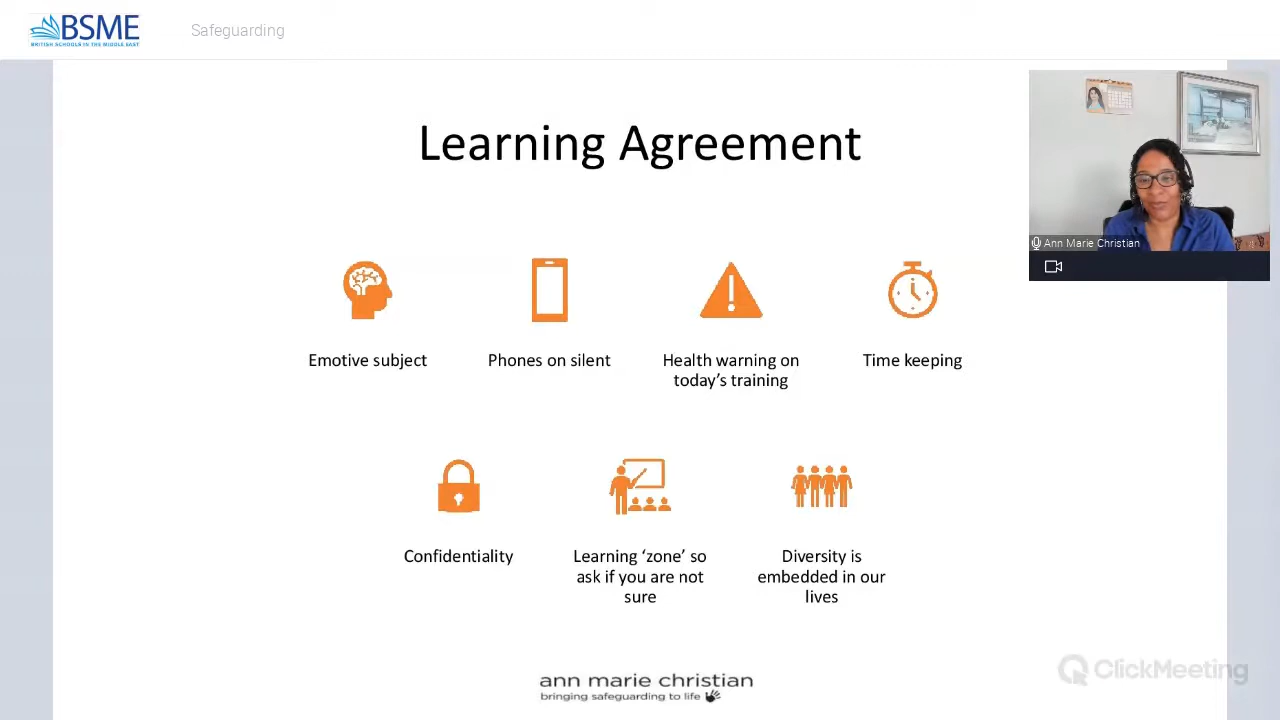 BSME
BRITISH SCHOOLS IN THE MIDDLE EAST
Safeguarding
Learning Agreement
Ann Marie Christian
Emotive subject
Phones on silent
Health warning on
today's training
Time keeping
Confidentiality
Learning 'zone' so
ask if you are not
sure
Diversity is
embedded in our
lives
ann marie christian
bringing safeguarding to life
ClickMeeting